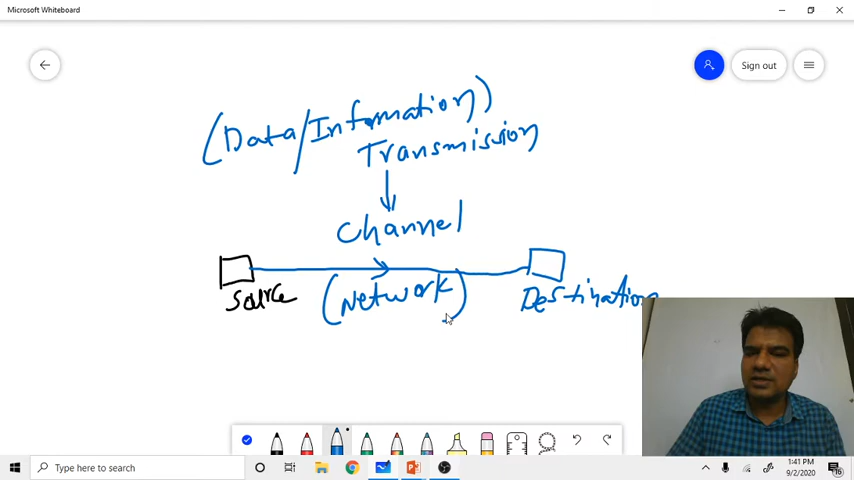 Microsoft Whiteboard
Sign out
(Data/Information)
Transmission
Channel
Source
(Network)
Destination
Type here to search
1:41 PM
9/2/2020
16